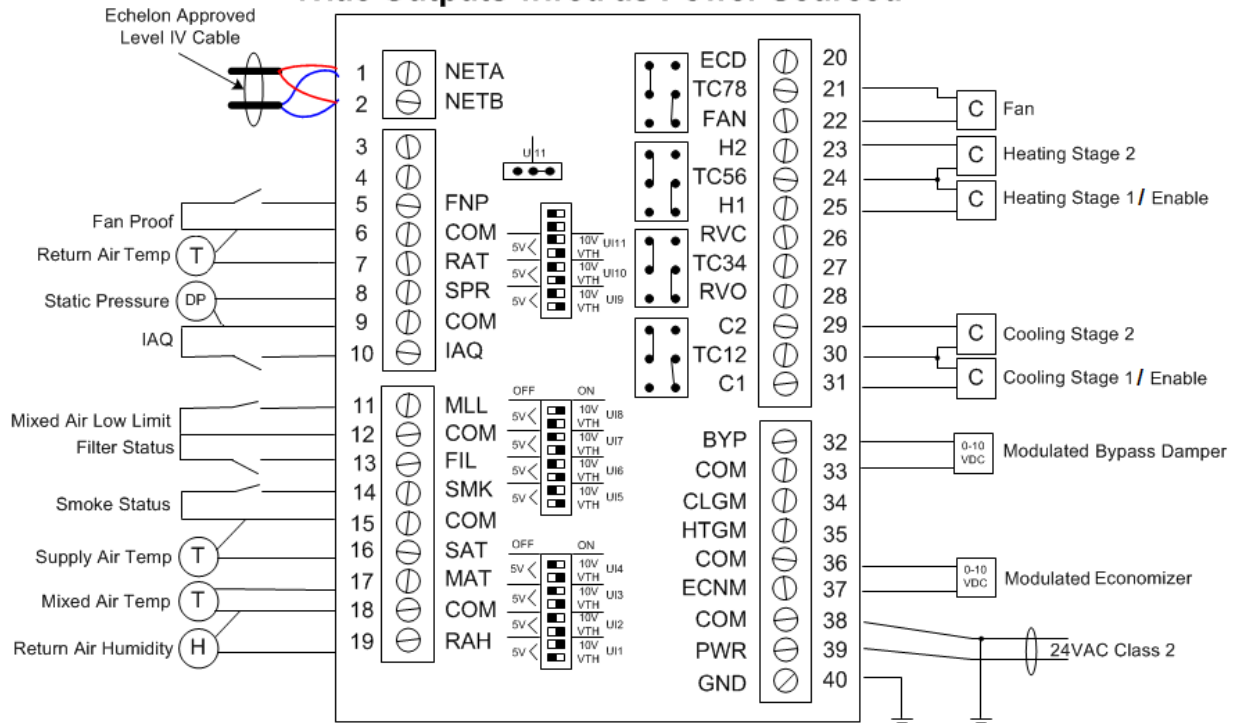 Echelon Approved
Level IV Cable
1 NETA
2 NETB
3
4
5 FNP
6 COM
7 RAT
8 SPR
9 COM
10 IAQ
11 MLL
12 COM
13 FIL
14 SMK
15 COM
16 SAT
17 MAT
18 COM
19 RAH
Fan Proof
Return Air Temp T
Static Pressure DP
IAQ
Mixed Air Low Limit
Filter Status
Smoke Status
Supply Air Temp T
Mixed Air Temp T
Return Air Humidity H
UI11
5V< 10V VTH UI11
5V< 10V VTH UI10
5V< 10V VTH UI9
OFF ON
5V< 10V VTH UI8
5V< 10V VTH UI7
5V< 10V VTH UI6
5V< 10V VTH UI5
OFF ON
5V< 10V VTH UI4
5V< 10V VTH UI3
5V< 10V VTH UI2
5V< 10V VTH UI1
ECD 20
TC78 21
FAN 22
H2 23
TC56 24
H1 25
RVC 26
TC34 27
RVO 28
C2 29
TC12 30
C1 31
BYP 32
COM 33
CLGM 34
HTGM 35
COM 36
ECNM 37
COM 38
PWR 39
GND 40
C Fan
C Heating Stage 2
C Heating Stage 1/ Enable
C Cooling Stage 2
C Cooling Stage 1/ Enable
0-10 VDC Modulated Bypass Damper
0-10 VDC Modulated Economizer
24VAC Class 2